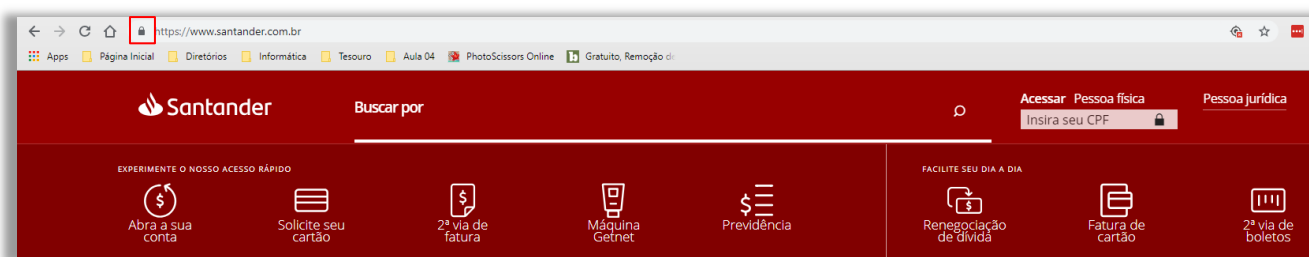 https://www.santander.com.br
Apps Página Inicial Diretórios Informática Tesouro Aula 04 PhotoScissors Online Gratuito, Remoção d
Santander
Buscar por
Acessar Pessoa física
Pessoa jurídica
Insira seu CPF
EXPERIMENTE O NOSSO ACESSO RÁPIDO
FACILITE SEU DIA A DIA
Abra a sua
conta
Solicite seu
cartão
2ª via de
fatura
Máquina
Getnet
Previdência
Renegociação
de dívida
Fatura de
cartão
2ª via de
boletos